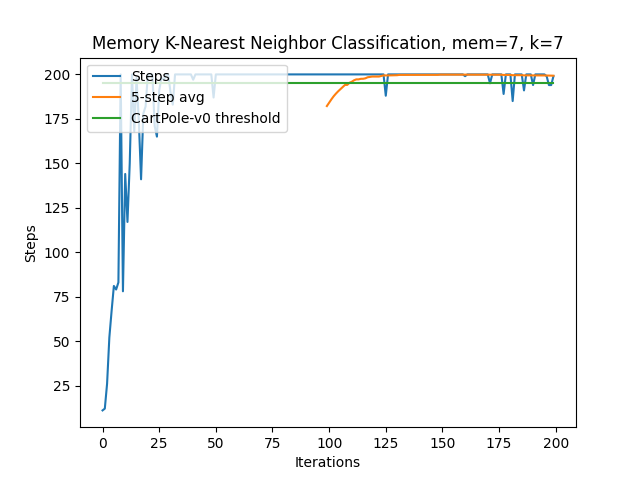 Memory K-Nearest Neighbor Classification, mem=7, k=7
Steps
5-step avg
CartPole-v0 threshold
200
175
150
125
100
75
50
25
Steps
0
25
50
75
100
125
150
175
200
Iterations